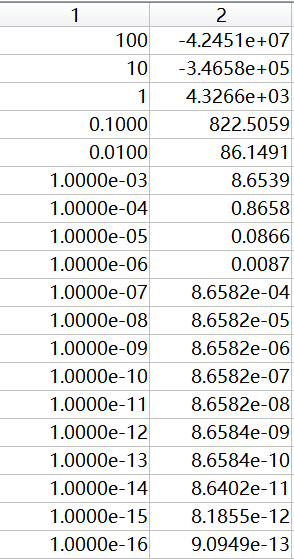 1 2
100 -4.2451e+07
10 -3.4658e+05
1 4.3266e+03
0.1000 822.5059
0.0100 86.1491
1.0000e-03 8.6539
1.0000e-04 0.8658
1.0000e-05 0.0866
1.0000e-06 0.0087
1.0000e-07 8.6582e-04
1.0000e-08 8.6582e-05
1.0000e-09 8.6582e-06
1.0000e-10 8.6582e-07
1.0000e-11 8.6582e-08
1.0000e-12 8.6584e-09
1.0000e-13 8.6584e-10
1.0000e-14 8.6402e-11
1.0000e-15 8.1855e-12
1.0000e-16 9.0949e-13